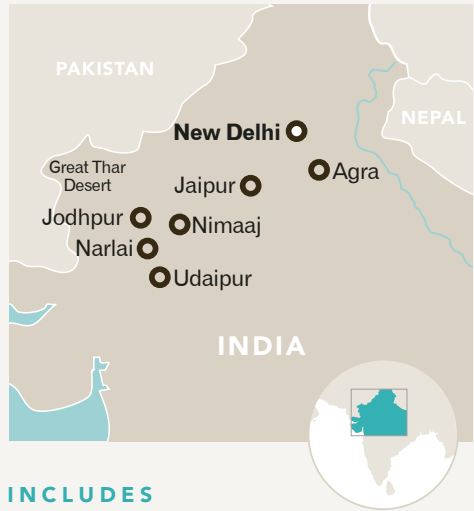 PAKISTAN
NEPAL
New Delhi
Great Thar
Desert
Agra
Jaipur
Jodhpur
Nimaaj
Narlai
Udaipur
INDIA
INCLUDES